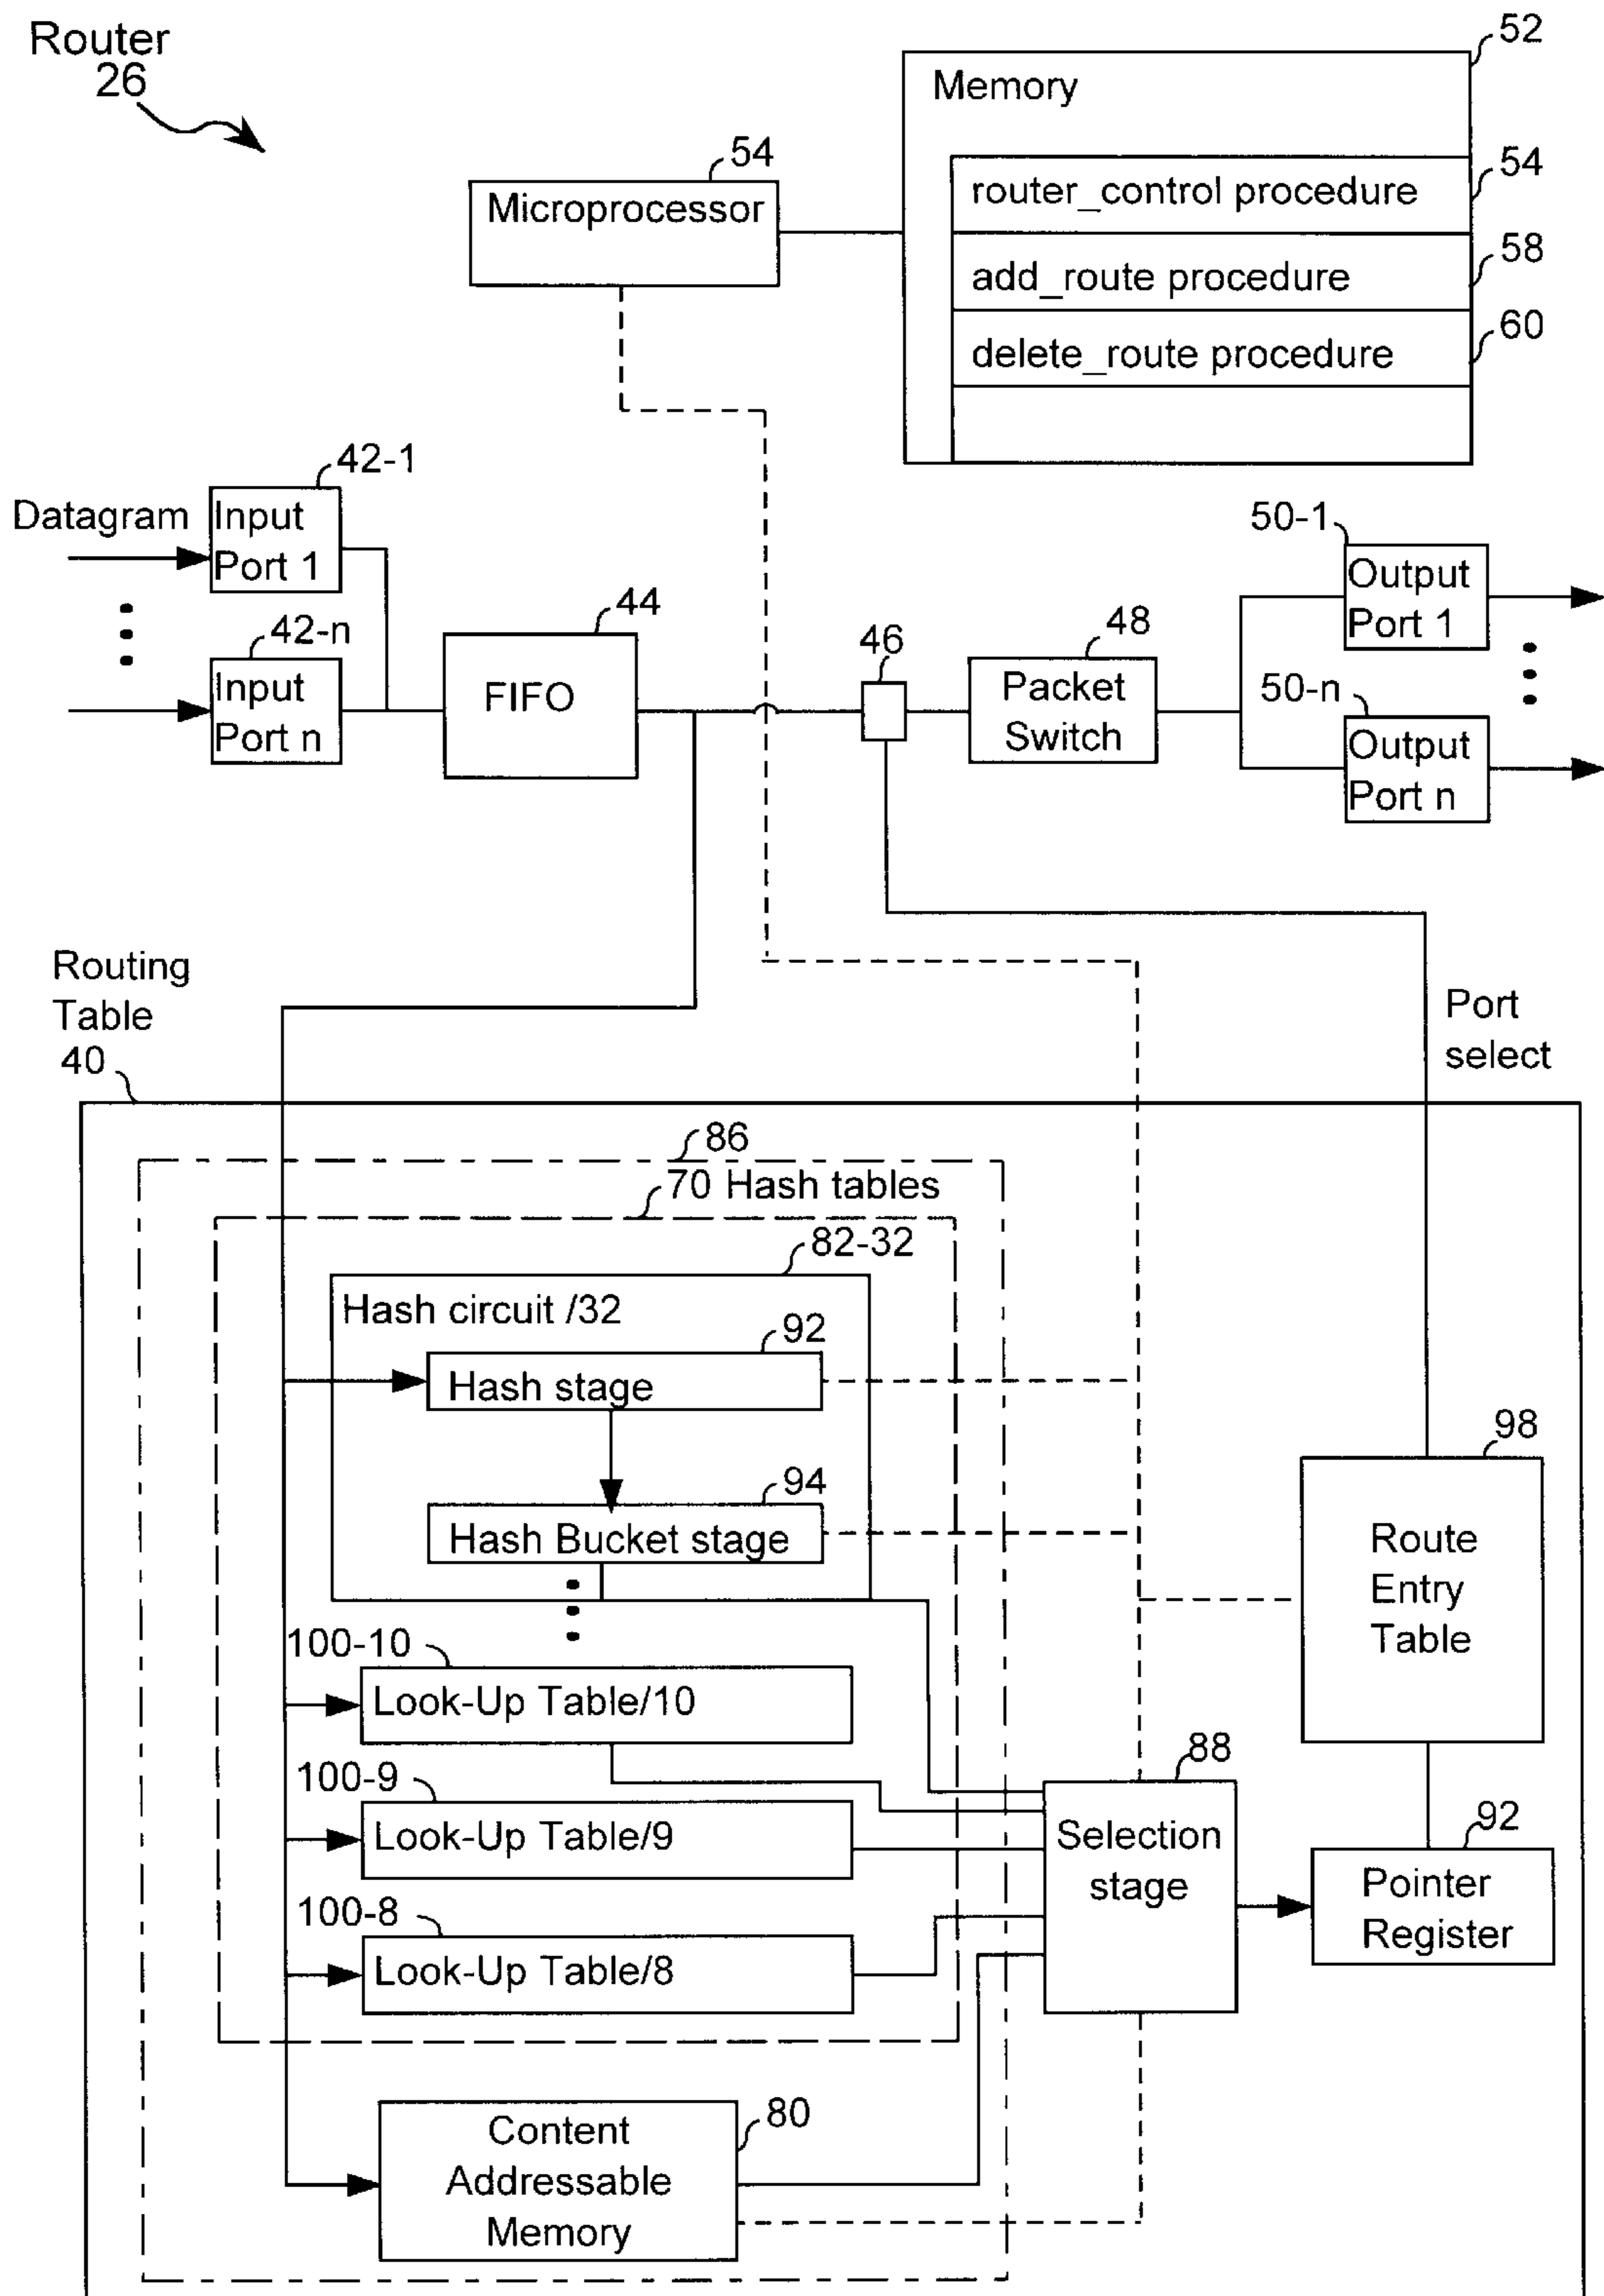 Router
26
52
Memory
54
Microprocessor
54
router_control procedure
58
add_route procedure
60
delete_route procedure
42-1
Datagram
Input
Port 1
42-n
Input
Port n
44
FIFO
46
48
Packet
Switch
50-1
Output
Port 1
50-n
Output
Port n
Routing
Table
40
Port
select
86
70 Hash tables
82-32
Hash circuit /32
92
Hash stage
94
Hash Bucket stage
98
Route
Entry
Table
100-10
Look-Up Table/10
100-9
Look-Up Table/9
100-8
Look-Up Table/8
88
Selection
stage
92
Pointer
Register
80
Content
Addressable
Memory